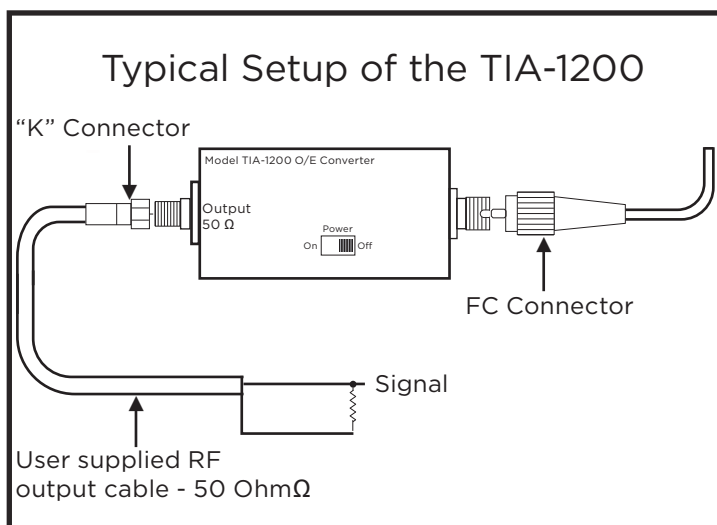 Typical Setup of the TIA-1200
“K” Connector
Model TIA-1200 O/E Converter
Output
50 Ω
Power
On
Off
FC Connector
Signal
User supplied RF
output cable - 50 OhmΩ